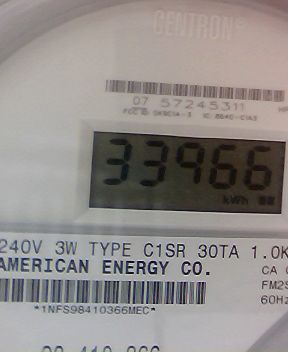 CENTRON®
07 57245311
33966
kWh
240V 3W TYPE C1SR 30TA 1.0K
AMERICAN ENERGY CO.
CA
FM2S
60Hz
*1NFS98410366MEC*